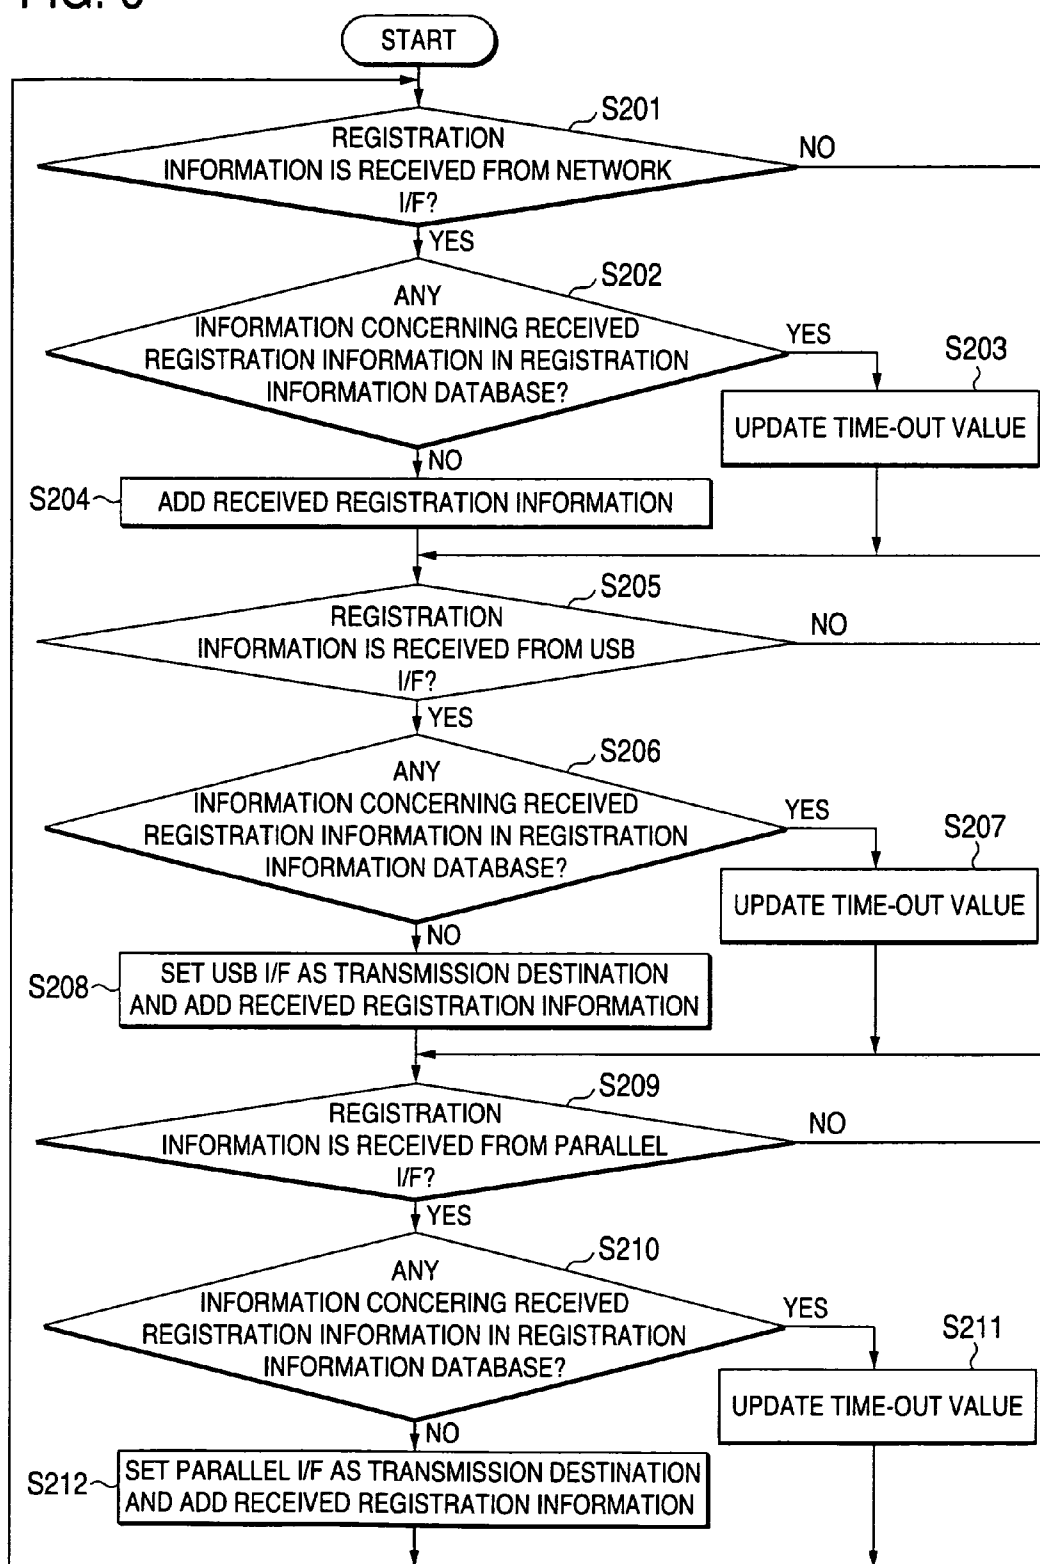 START
S201
REGISTRATION
INFORMATION IS RECEIVED FROM NETWORK
I/F?
NO
YES
S202
ANY
INFORMATION CONCERNING RECEIVED
REGISTRATION INFORMATION IN REGISTRATION
INFORMATION DATABASE?
YES
S203
UPDATE TIME-OUT VALUE
NO
S204
ADD RECEIVED REGISTRATION INFORMATION
S205
REGISTRATION
INFORMATION IS RECEIVED FROM USB
I/F?
NO
YES
S206
ANY
INFORMATION CONCERNING RECEIVED
REGISTRATION INFORMATION IN REGISTRATION
INFORMATION DATABASE?
YES
S207
UPDATE TIME-OUT VALUE
NO
S208
SET USB I/F AS TRANSMISSION DESTINATION
AND ADD RECEIVED REGISTRATION INFORMATION
S209
REGISTRATION
INFORMATION IS RECEIVED FROM PARALLEL
I/F?
NO
YES
S210
ANY
INFORMATION CONCERING RECEIVED
REGISTRATION INFORMATION IN REGISTRATION
INFORMATION DATABASE?
YES
S211
UPDATE TIME-OUT VALUE
NO
S212
SET PARALLEL I/F AS TRANSMISSION DESTINATION
AND ADD RECEIVED REGISTRATION INFORMATION